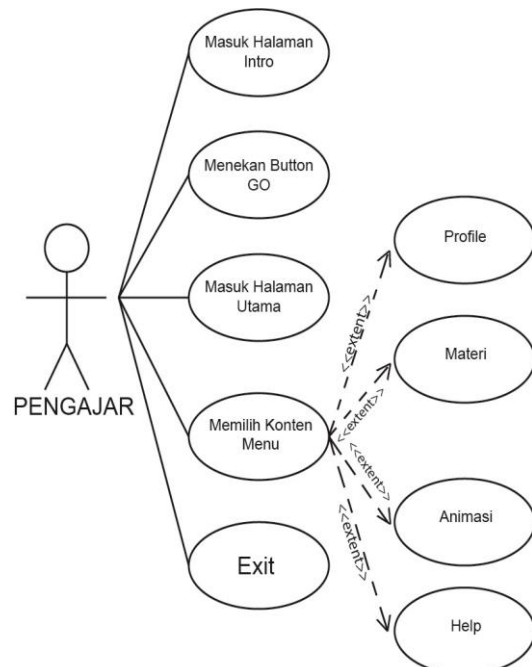 Masuk Halaman
Intro
Menekan Button
GO
Masuk Halaman
Utama
PENGAJAR
Memilih Konten
Menu
Exit
<<extent>>
<<extent>>
<<extent>>
<<extent>>
Profile
Materi
Animasi
Help